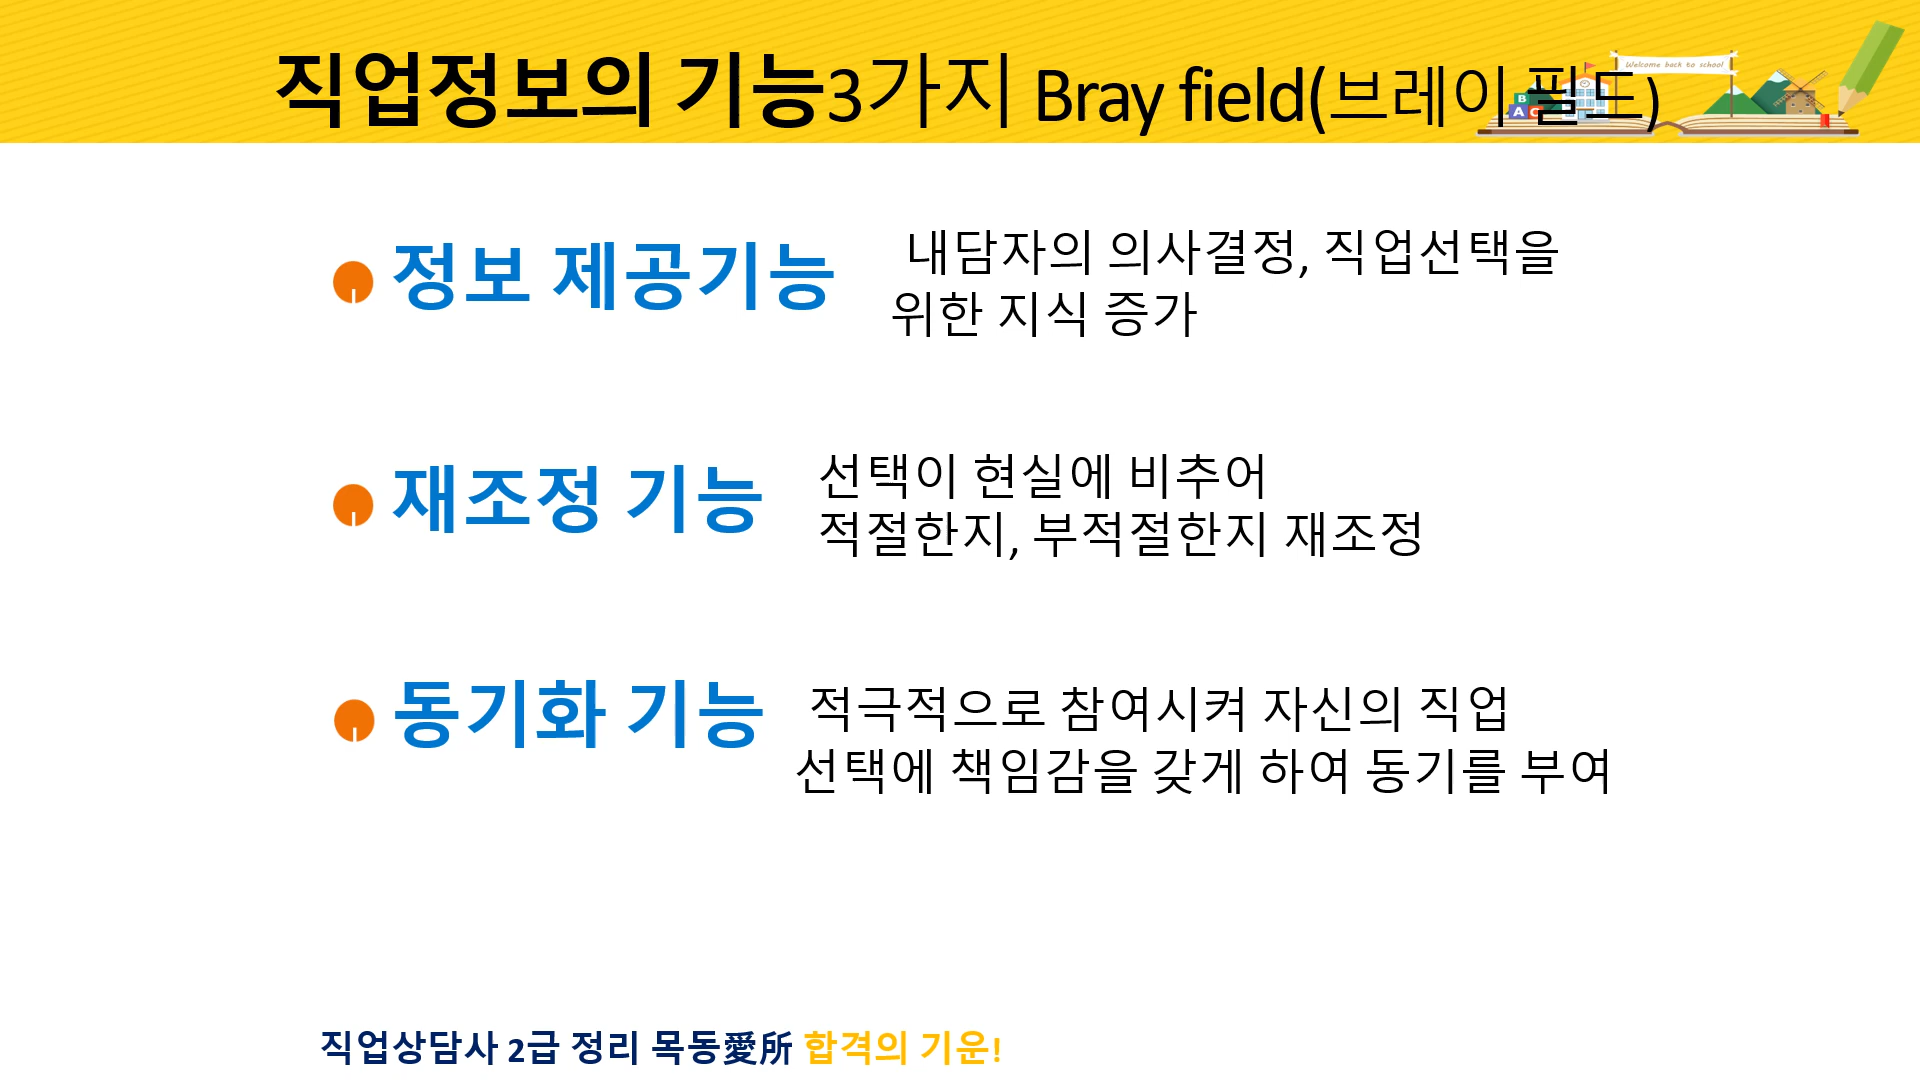 직업정보의 기능3가지 Bray field(브레이 필드)
Welcome back to school
B
A C
정보 제공기능
내담자의 의사결정, 직업선택을
위한 지식 증가
재조정 기능
선택이 현실에 비추어
적절한지, 부적절한지 재조정
동기화 기능
적극적으로 참여시켜 자신의 직업
선택에 책임감을 갖게 하여 동기를 부여
직업상담사 2급 정리 목동愛所 합격의 기운!